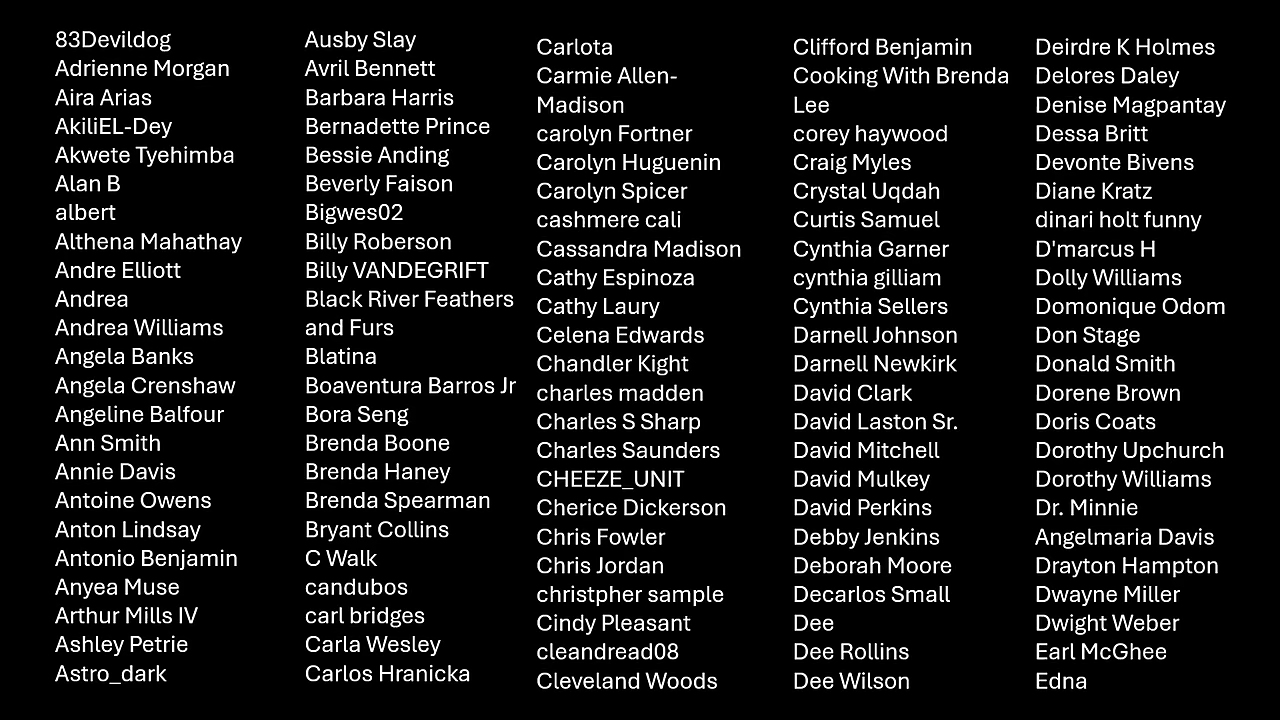 83Devildog
Adrienne Morgan
Aira Arias
AkiliEL-Dey
Akwete Tyehimba
Alan B
albert
Althena Mahathay
Andre Elliott
Andrea
Andrea Williams
Angela Banks
Angela Crenshaw
Angeline Balfour
Ann Smith
Annie Davis
Antoine Owens
Anton Lindsay
Antonio Benjamin
Anyea Muse
Arthur Mills IV
Ashley Petrie
Astro_dark
Ausby Slay
Avril Bennett
Barbara Harris
Bernadette Prince
Bessie Anding
Beverly Faison
Bigwes02
Billy Roberson
Billy VANDEGRIFT
Black River Feathers
and Furs
Blatina
Boaventura Barros Jr
Bora Seng
Brenda Boone
Brenda Haney
Brenda Spearman
Bryant Collins
C Walk
candubos
carl bridges
Carla Wesley
Carlos Hranicka
Carlota
Carmie Allen-
Madison
carolyn Fortner
Carolyn Huguenin
Carolyn Spicer
cashmere cali
Cassandra Madison
Cathy Espinoza
Cathy Laury
Celena Edwards
Chandler Kight
charles madden
Charles S Sharp
Charles Saunders
CHEEZE_UNIT
Cherice Dickerson
Chris Fowler
Chris Jordan
christpher sample
Cindy Pleasant
cleandread08
Cleveland Woods
Clifford Benjamin
Cooking With Brenda
Lee
corey haywood
Craig Myles
Crystal Uqdah
Curtis Samuel
Cynthia Garner
cynthia gilliam
Cynthia Sellers
Darnell Johnson
Darnell Newkirk
David Clark
David Laston Sr.
David Mitchell
David Mulkey
David Perkins
Debby Jenkins
Deborah Moore
Decarlos Small
Dee
Dee Rollins
Dee Wilson
Deirdre K Holmes
Delores Daley
Denise Magpantay
Dessa Britt
Devonte Bivens
Diane Kratz
dinari holt funny
D'marcus H
Dolly Williams
Domonique Odom
Don Stage
Donald Smith
Dorene Brown
Doris Coats
Dorothy Upchurch
Dorothy Williams
Dr. Minnie
Angelmaria Davis
Drayton Hampton
Dwayne Miller
Dwight Weber
Earl McGhee
Edna